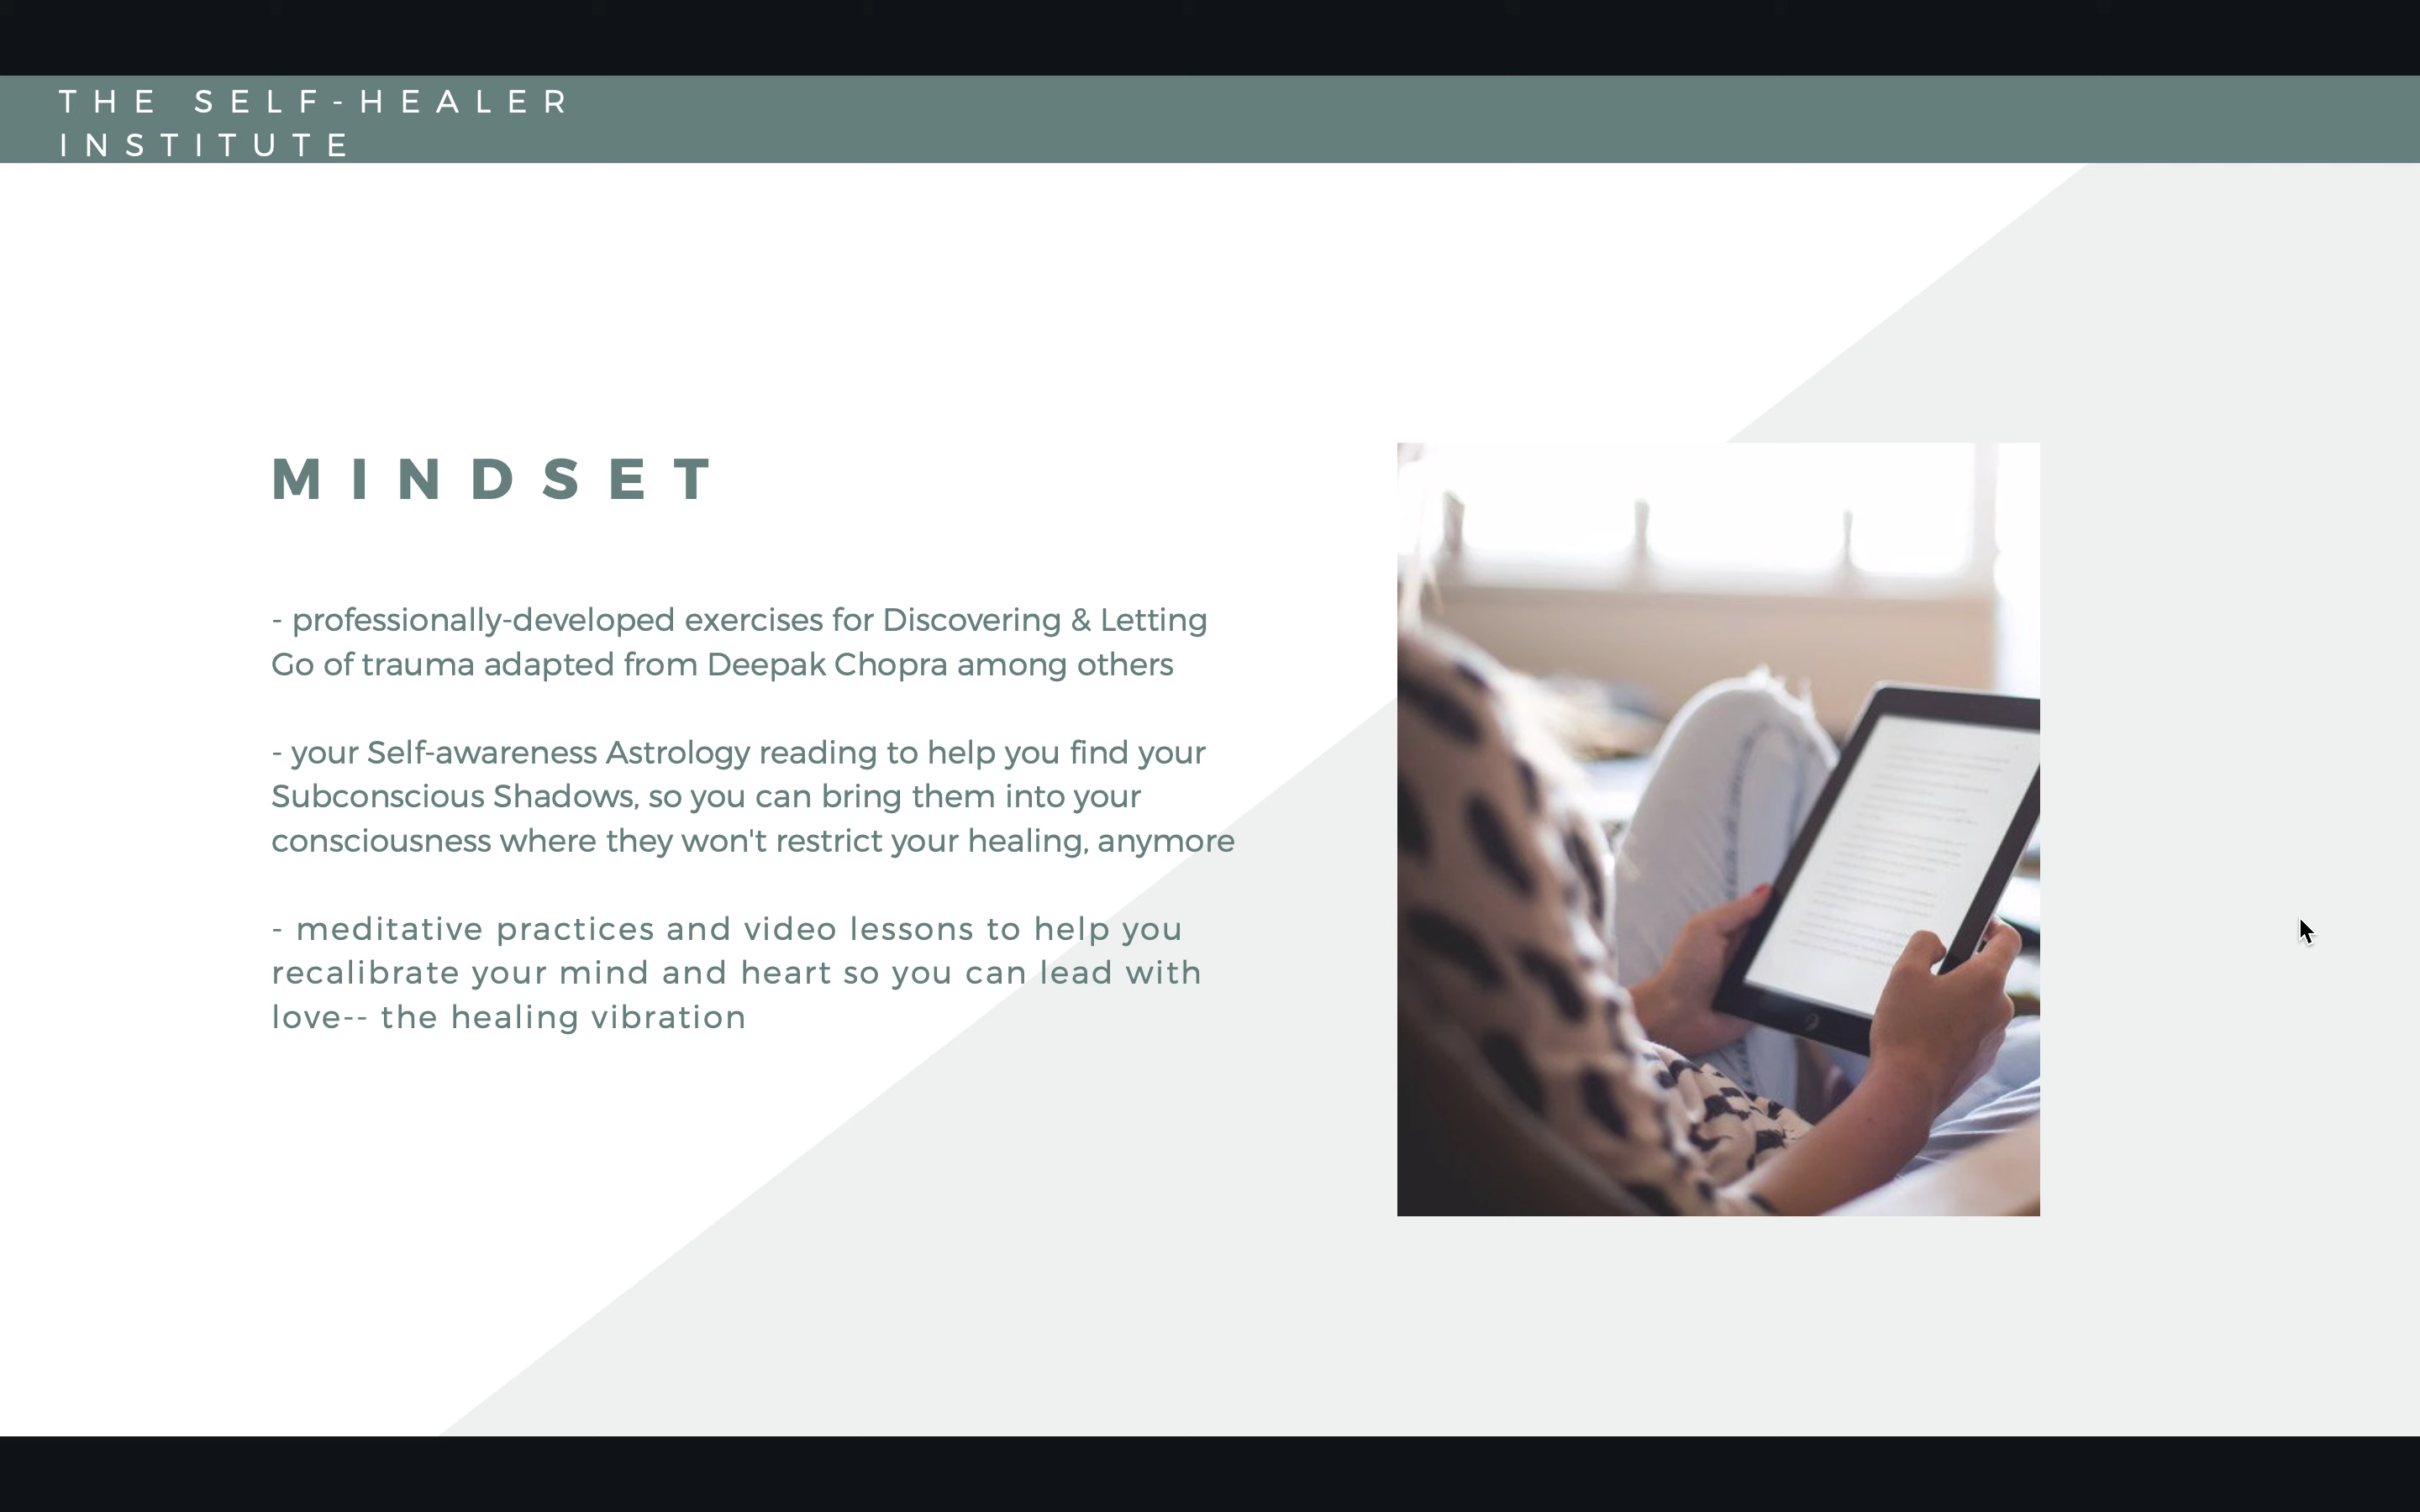 THE SELF-HEALER
INSTITUTE
MINDSET
- professionally-developed exercises for Discovering & Letting
Go of trauma adapted from Deepak Chopra among others
- your Self-awareness Astrology reading to help you find your
Subconscious Shadows, so you can bring them into your
consciousness where they won't restrict your healing, anymore
- meditative practices and video lessons to help you
recalibrate your mind and heart so you can lead with
love-- the healing vibration